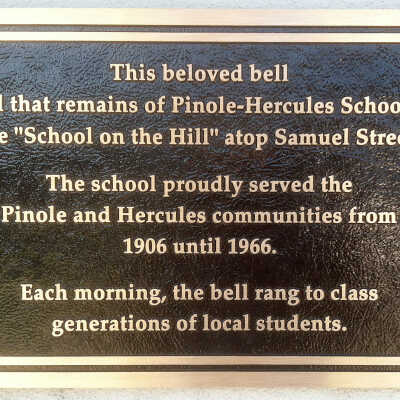 This beloved bell
that remains of Pinole-Hercules
"School on the Hill" atop Samuel
The school proudly served the
Pinole and Hercules communities from
1906 until 1966.
Each morning, the bell rang to class
generations of local students.